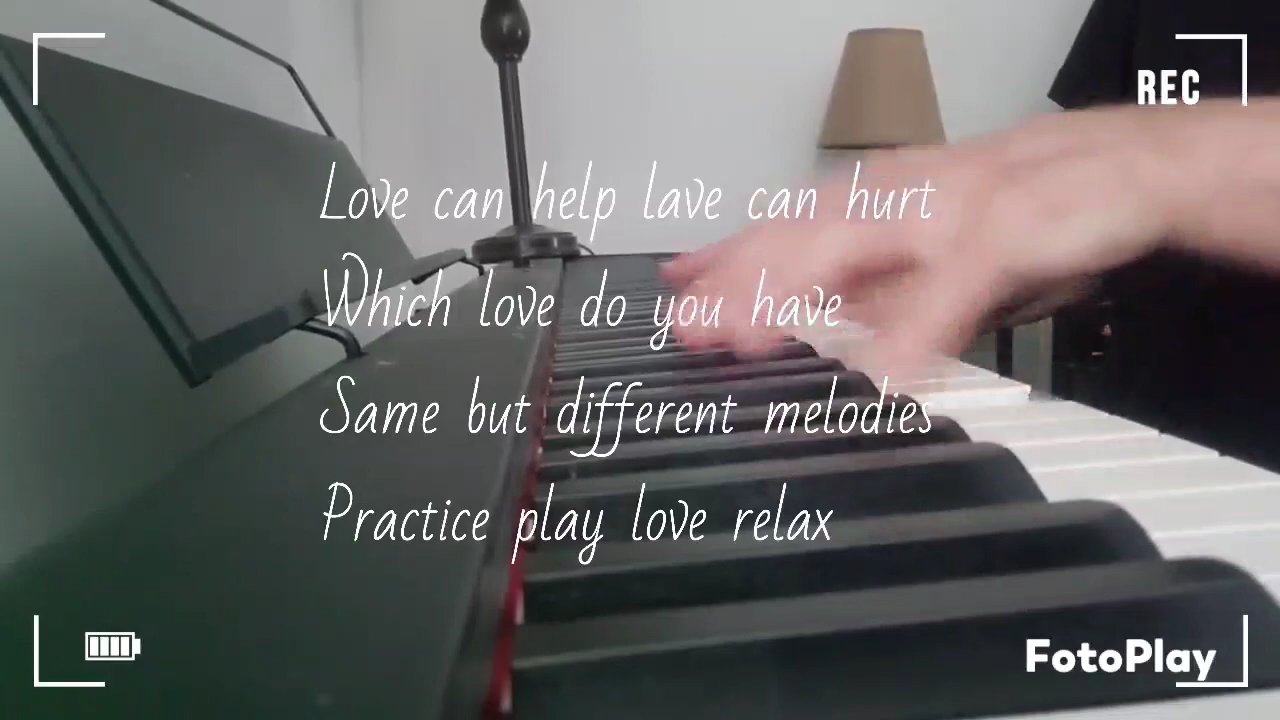 REC
Love can help lave can hurt
Which love do you have
Same but different melodies
Practice play love relax
FotoPlay